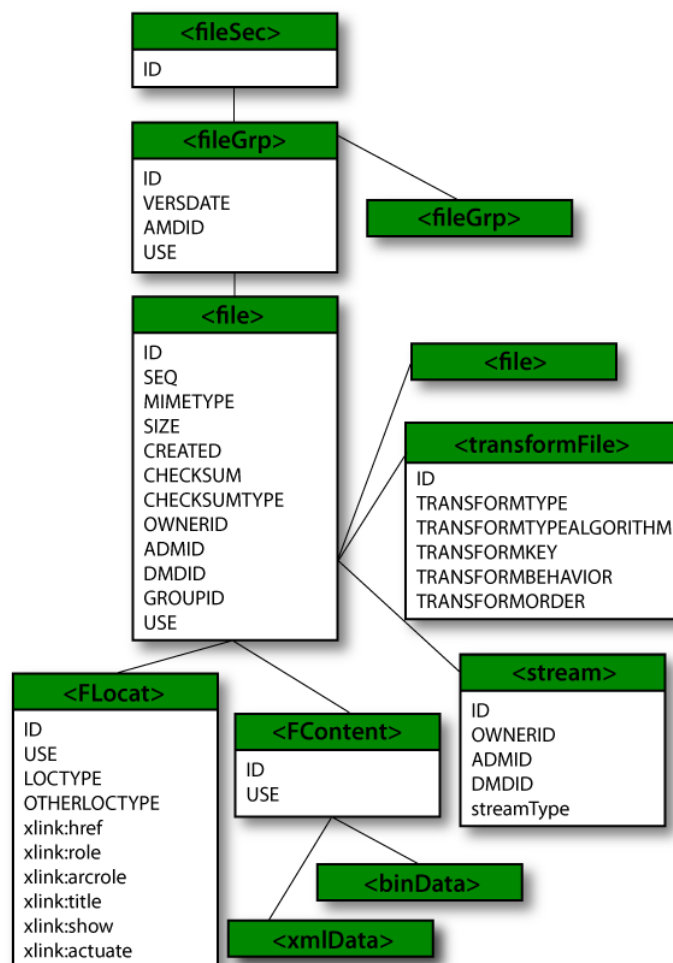 <fileSec>
ID
<fileGrp>
ID
VERSDATE
AMDID
USE
<fileGrp>
<file>
ID
SEQ
MIMETYPE
SIZE
CREATED
CHECKSUM
CHECKSUMTYPE
OWNERID
ADMID
DMDID
GROUPID
USE
<file>
<transformFile>
ID
TRANSFORMTYPE
TRANSFORMTYPEALGORITHM
TRANSFORMKEY
TRANSFORMBEHAVIOR
TRANSFORMORDER
<stream>
ID
OWNERID
ADMID
DMDID
streamType
<FLocat>
ID
USE
LOCTYPE
OTHERLOCTYPE
xlink:href
xlink:role
xlink:arcrole
xlink:title
xlink:show
xlink:actuate
<FContent>
ID
USE
<binData>
<xmlData>